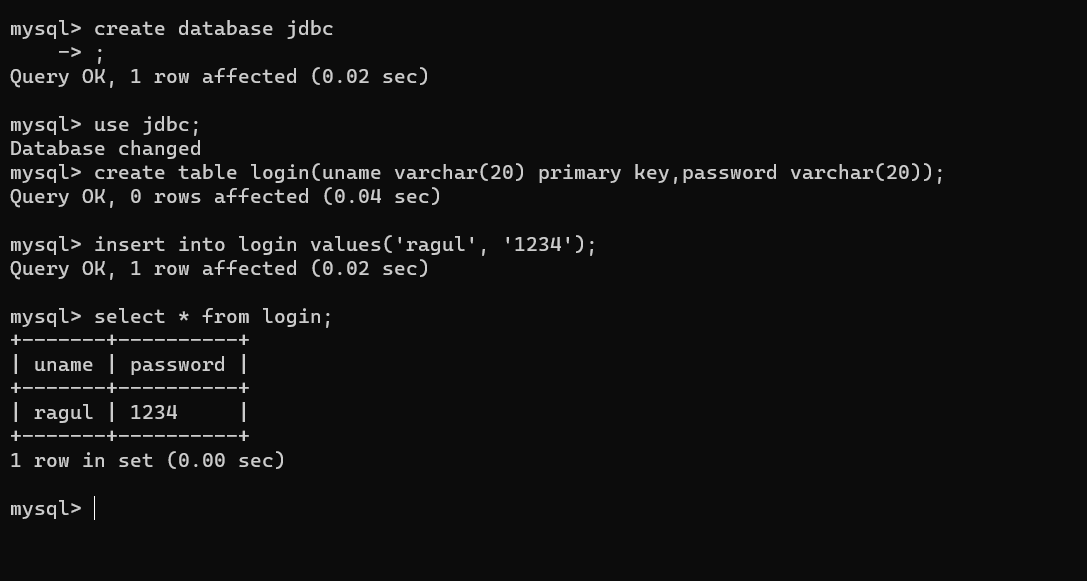 mysql> create database jdbc
    -> ;
Query OK, 1 row affected (0.02 sec)
mysql> use jdbc;
Database changed
mysql> create table login(uname varchar(20) primary key,password varchar(20));
Query OK, 0 rows affected (0.04 sec)
mysql> insert into login values('ragul', '1234');
Query OK, 1 row affected (0.02 sec)
mysql> select * from login;
+-------+----------+
| uname | password |
+-------+----------+
| ragul | 1234     |
+-------+----------+
1 row in set (0.00 sec)
mysql>